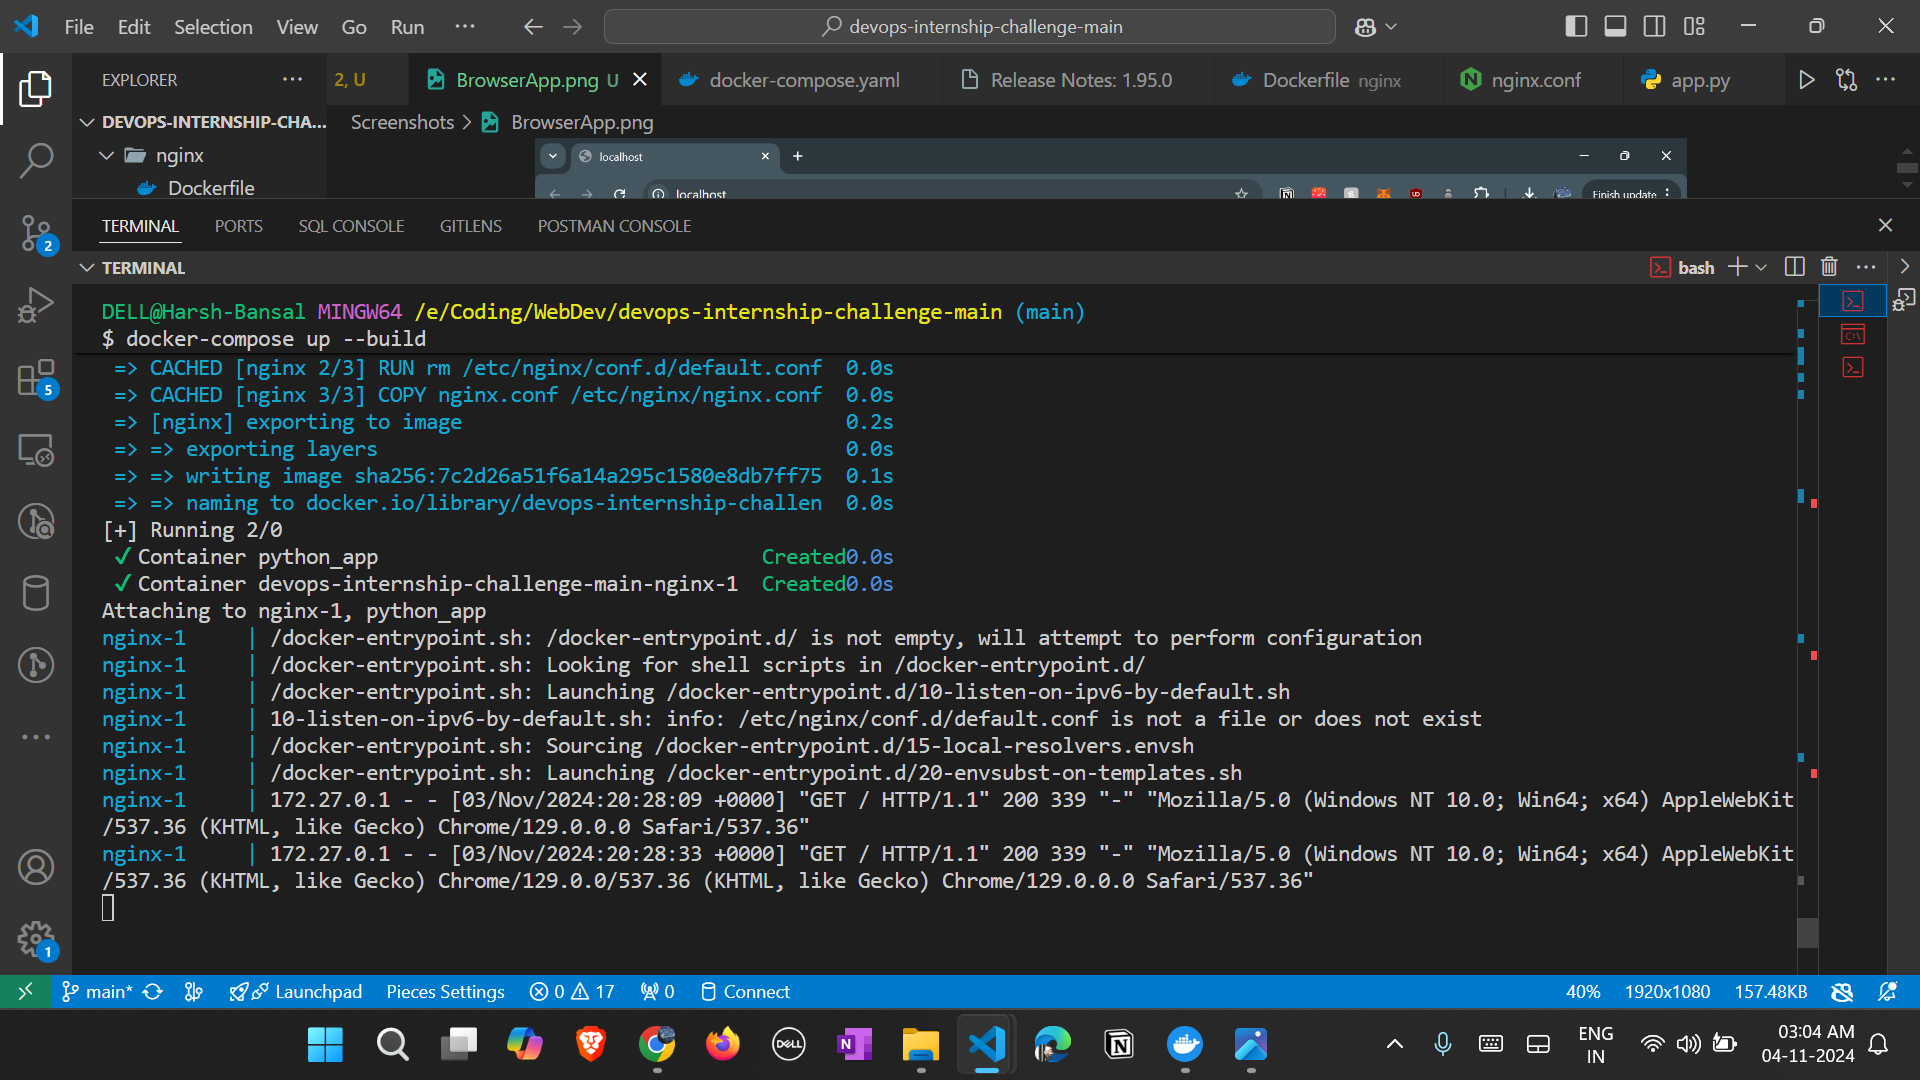 File Edit Selection View Go Run ... devops-internship-challenge-main
EXPLORER ... 2, U BrowserApp.png U docker-compose.yaml Release Notes: 1.95.0 Dockerfile nginx nginx.conf app.py
DEVOPS-INTERNSHIP-CHA... Screenshots > BrowserApp.png
nginx
localhost
Dockerfile
localhost Finish update
TERMINAL PORTS SQL CONSOLE GITLENS POSTMAN CONSOLE
TERMINAL bash
DELL@Harsh-Bansal MINGW64 /e/Coding/WebDev/devops-internship-challenge-main (main)
$ docker-compose up --build
=> CACHED [nginx 2/3] RUN rm /etc/nginx/conf.d/default.conf 0.0s
=> CACHED [nginx 3/3] COPY nginx.conf /etc/nginx/nginx.conf 0.0s
=> [nginx] exporting to image 0.2s
=> => exporting layers 0.0s
=> => writing image sha256:7c2d26a51f6a14a295c1580e8db7ff75 0.1s
=> => naming to docker.io/library/devops-internship-challen 0.0s
[+] Running 2/0
✓ Container python_app Created0.0s
✓ Container devops-internship-challenge-main-nginx-1 Created0.0s
Attaching to nginx-1, python_app
nginx-1 | /docker-entrypoint.sh: /docker-entrypoint.d/ is not empty, will attempt to perform configuration
nginx-1 | /docker-entrypoint.sh: Looking for shell scripts in /docker-entrypoint.d/
nginx-1 | /docker-entrypoint.sh: Launching /docker-entrypoint.d/10-listen-on-ipv6-by-default.sh
nginx-1 | 10-listen-on-ipv6-by-default.sh: info: /etc/nginx/conf.d/default.conf is not a file or does not exist
nginx-1 | /docker-entrypoint.sh: Sourcing /docker-entrypoint.d/15-local-resolvers.envsh
nginx-1 | /docker-entrypoint.sh: Launching /docker-entrypoint.d/20-envsubst-on-templates.sh
nginx-1 | 172.27.0.1 - - [03/Nov/2024:20:28:09 +0000] "GET / HTTP/1.1" 200 339 "-" "Mozilla/5.0 (Windows NT 10.0; Win64; x64) AppleWebKit
/537.36 (KHTML, like Gecko) Chrome/129.0.0.0 Safari/537.36"
nginx-1 | 172.27.0.1 - - [03/Nov/2024:20:28:33 +0000] "GET / HTTP/1.1" 200 339 "-" "Mozilla/5.0 (Windows NT 10.0; Win64; x64) AppleWebKit
/537.36 (KHTML, like Gecko) Chrome/129.0.0/537.36 (KHTML, like Gecko) Chrome/129.0.0.0 Safari/537.36"
2
5
1
main* Launchpad Pieces Settings 0 17 0 Connect 40% 1920x1080 157.48KB
DELL N ENG IN 03:04 AM
04-11-2024